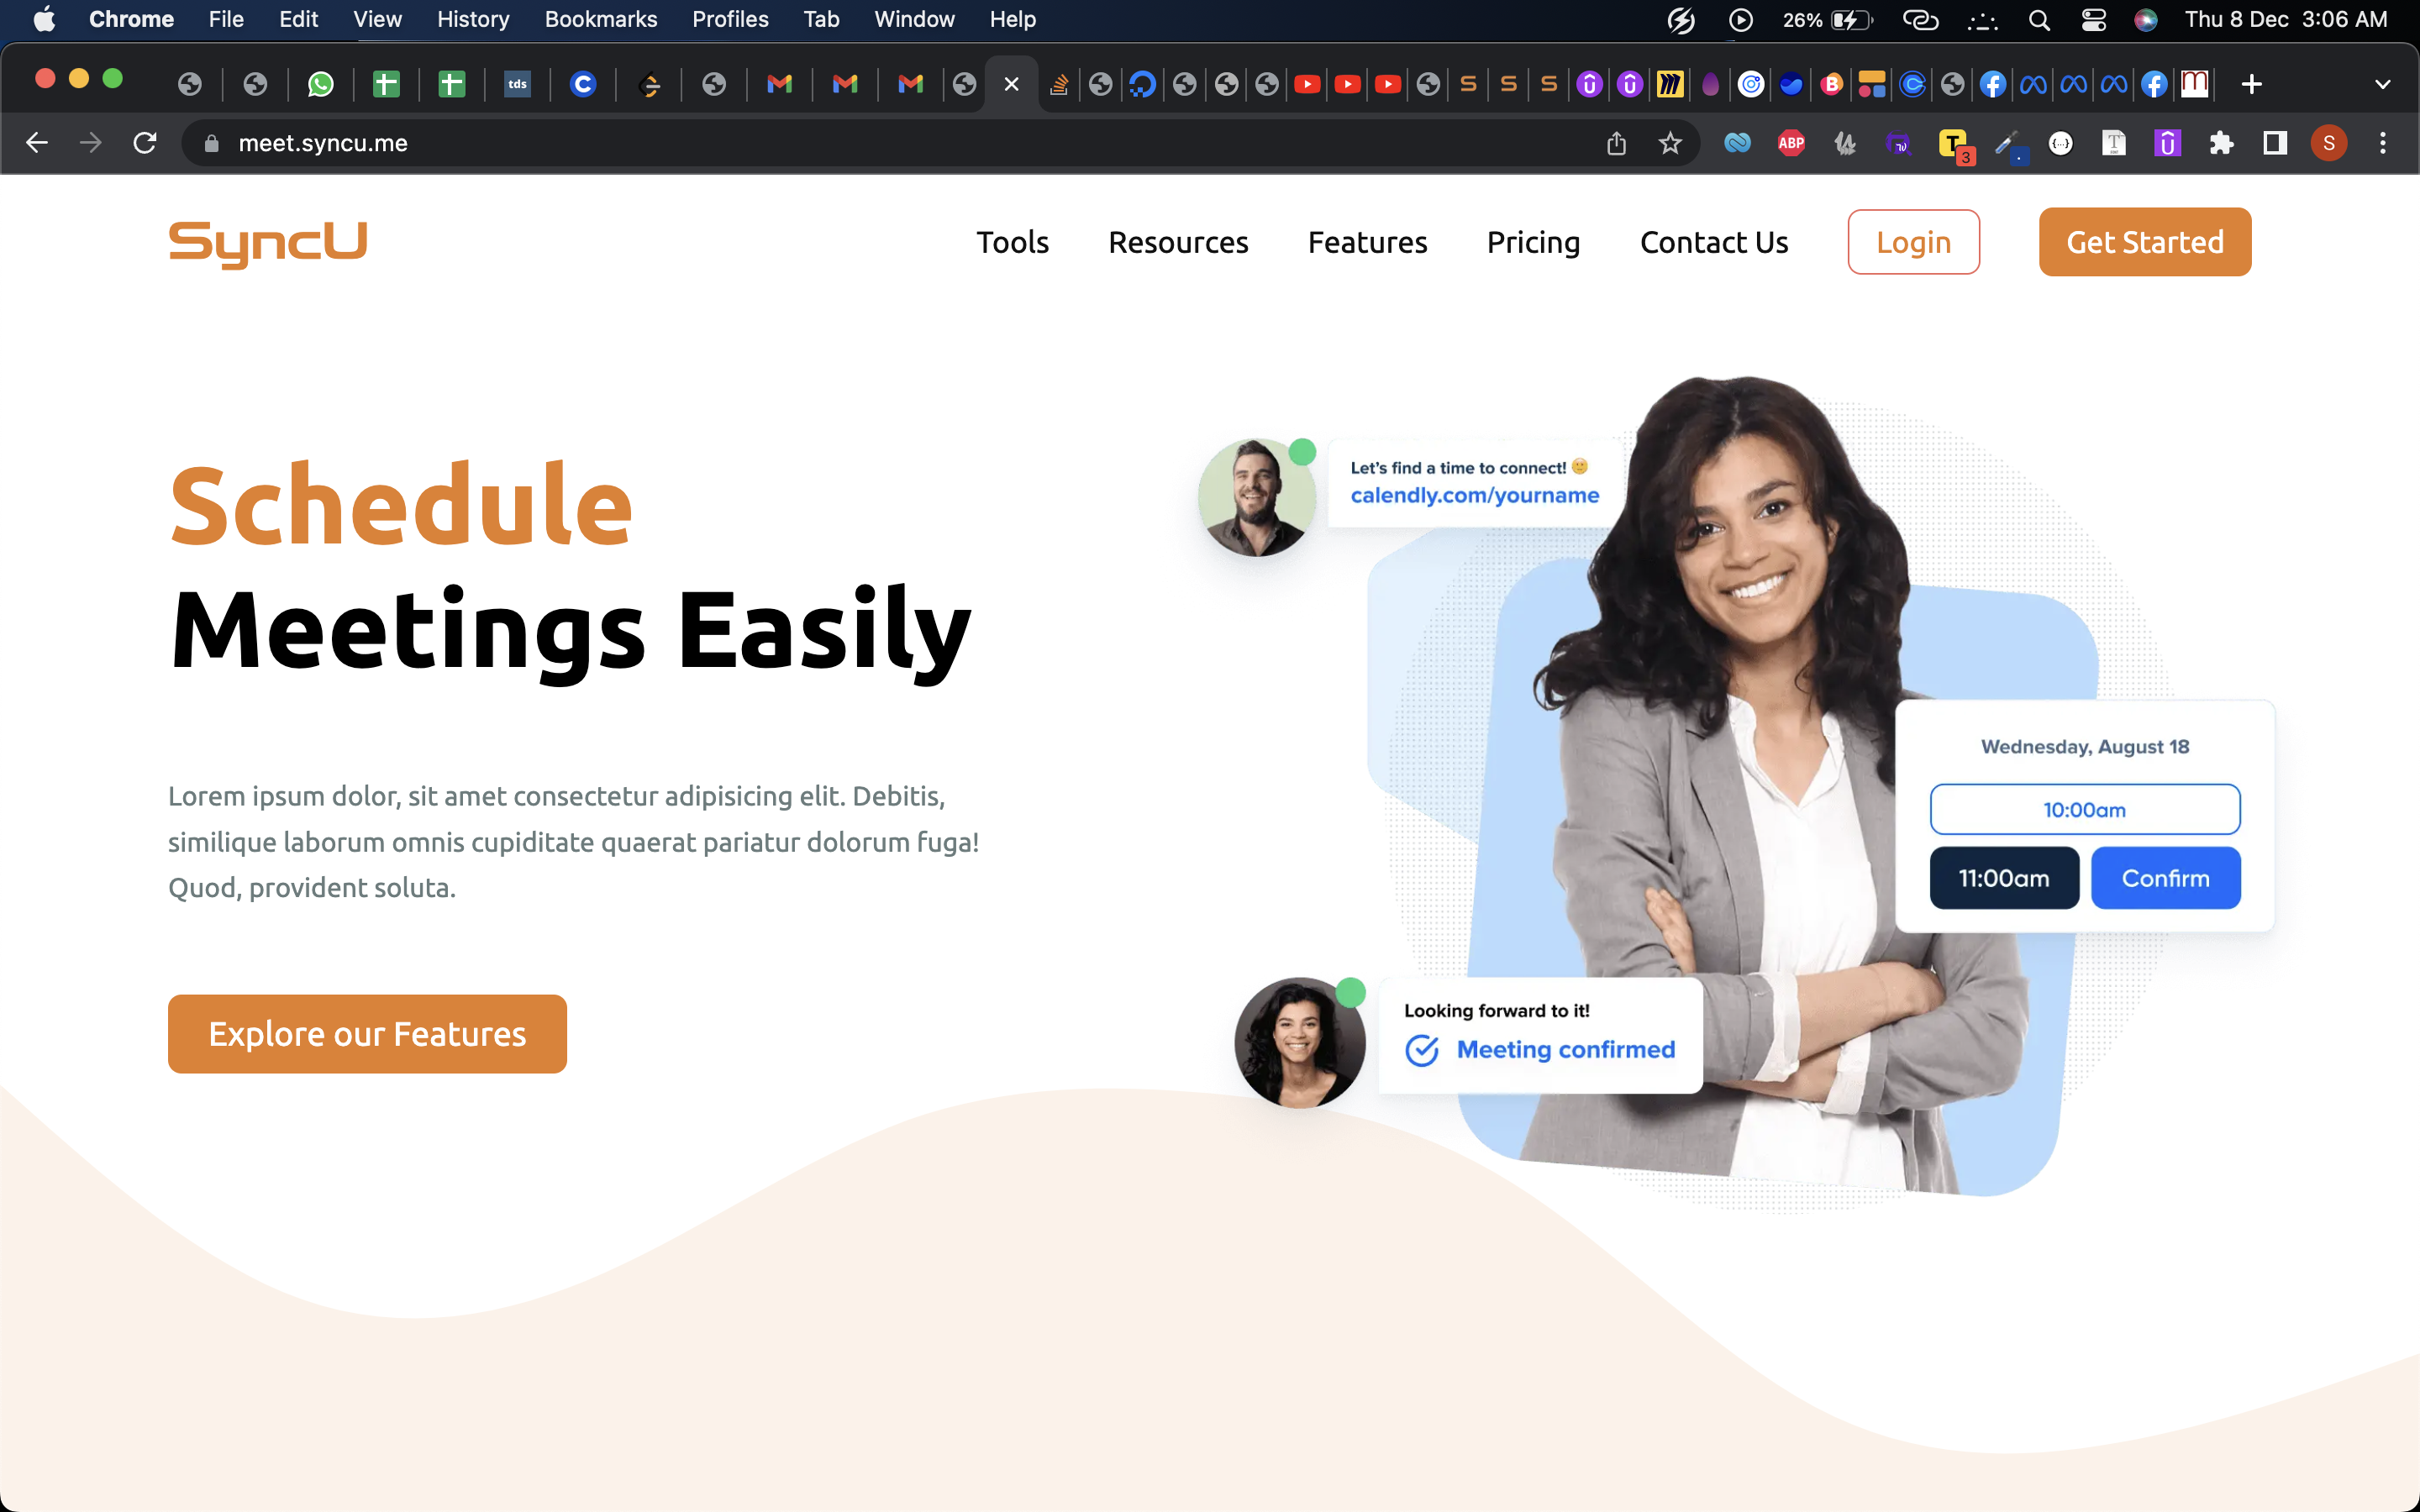 Chrome File Edit View History Bookmarks Profiles Tab Window Help 26% Thu 8 Dec 3:06 AM
tds
meet.syncu.me ABP T 3 S
SyncU Tools Resources Features Pricing Contact Us Login Get Started
Schedule
Meetings Easily
Lorem ipsum dolor, sit amet consectetur adipisicing elit. Debitis,
similique laborum omnis cupiditate quaerat pariatur dolorum fuga!
Quod, provident soluta.
Explore our Features
Let's find a time to connect! 🙂
calendly.com/yourname
Wednesday, August 18
10:00am
11:00am Confirm
Looking forward to it!
Meeting confirmed